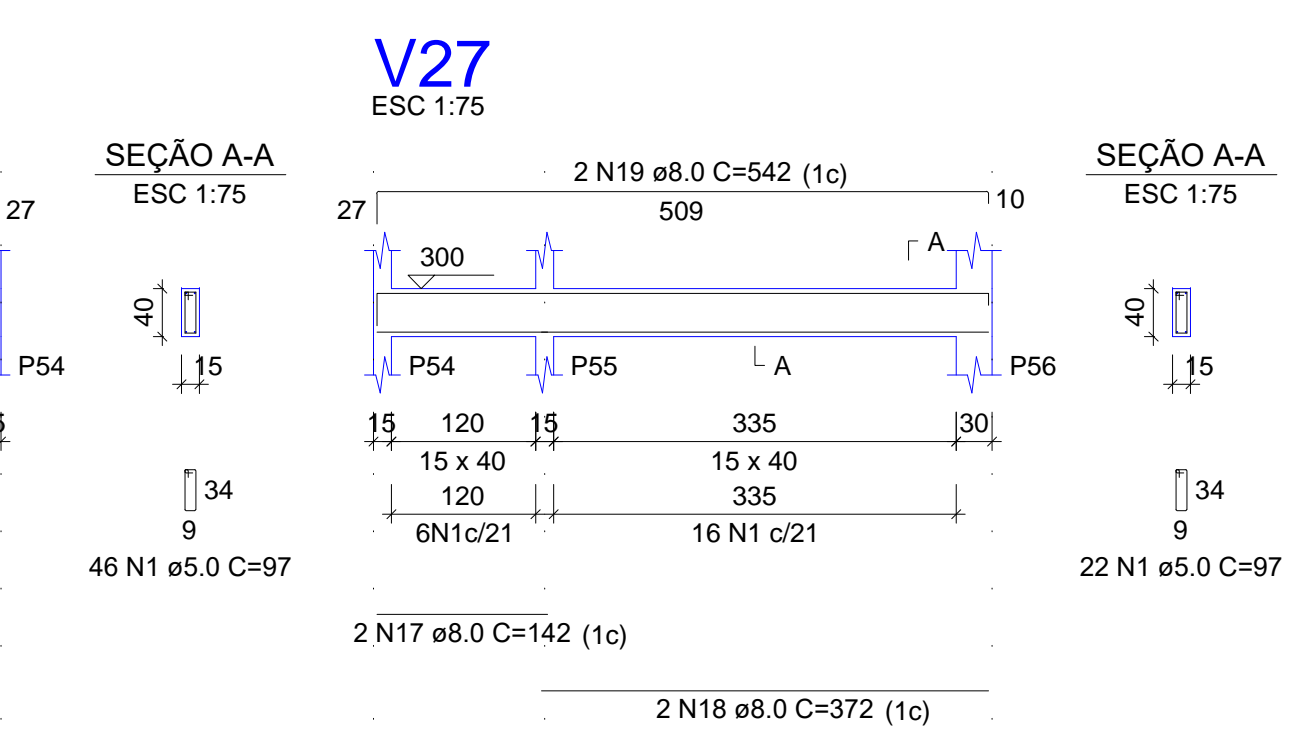 V27
ESC 1:75
SEÇÃO A-A
ESC 1:75
2 N19 ø8.0 C=542 (1c)
SEÇÃO A-A
ESC 1:75
27
27
509
10
A
300
40
40
15
15
P54
P54
P55
A
P56
15
120
15
335
30
15 x 40
15 x 40
34
120
335
34
9
6N1c/21
16 N1 c/21
9
46 N1 ø5.0 C=97
22 N1 ø5.0 C=97
2 N17 ø8.0 C=142 (1c)
2 N18 ø8.0 C=372 (1c)